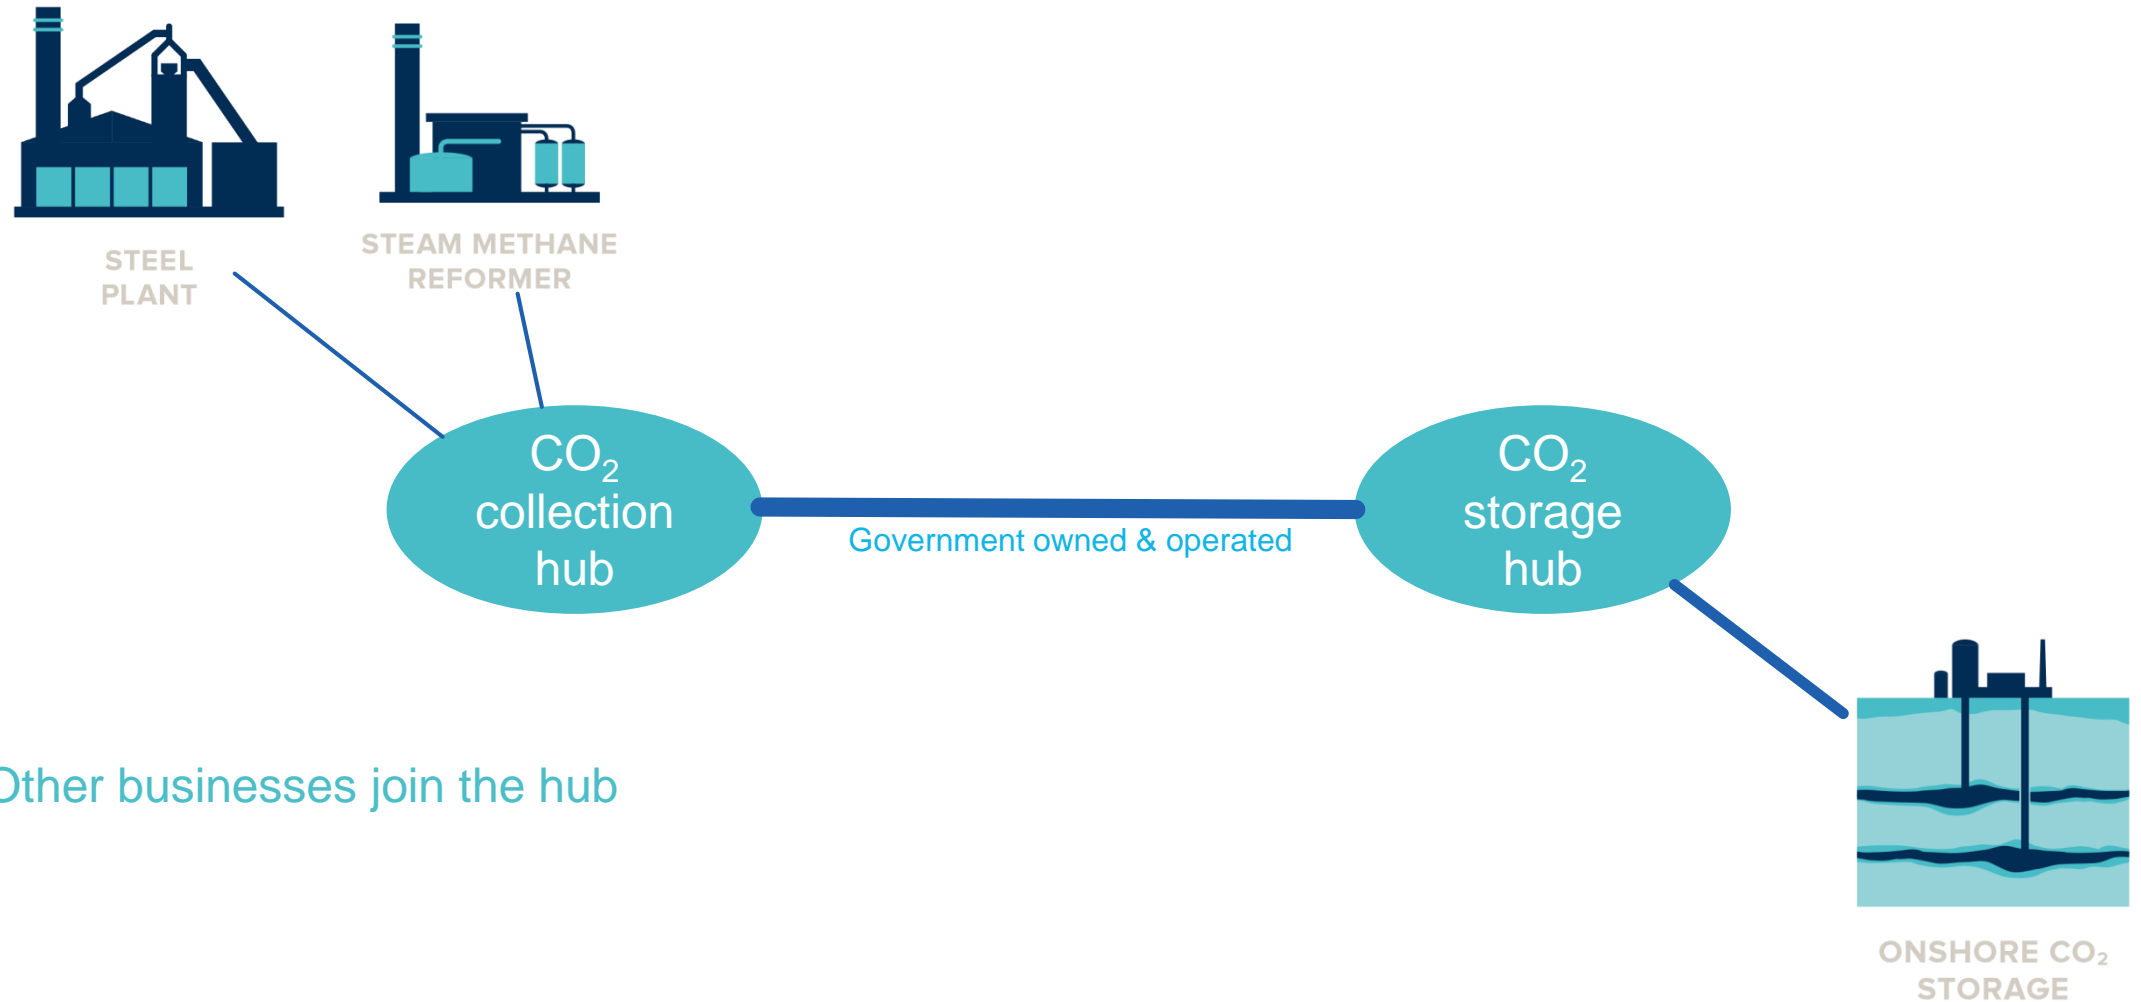 STEEL
PLANT
STEAM METHANE
REFORMER
CO₂
collection
hub
Government owned & operated
CO₂
storage
hub
Other businesses join the hub
ONSHORE CO₂
STORAGE